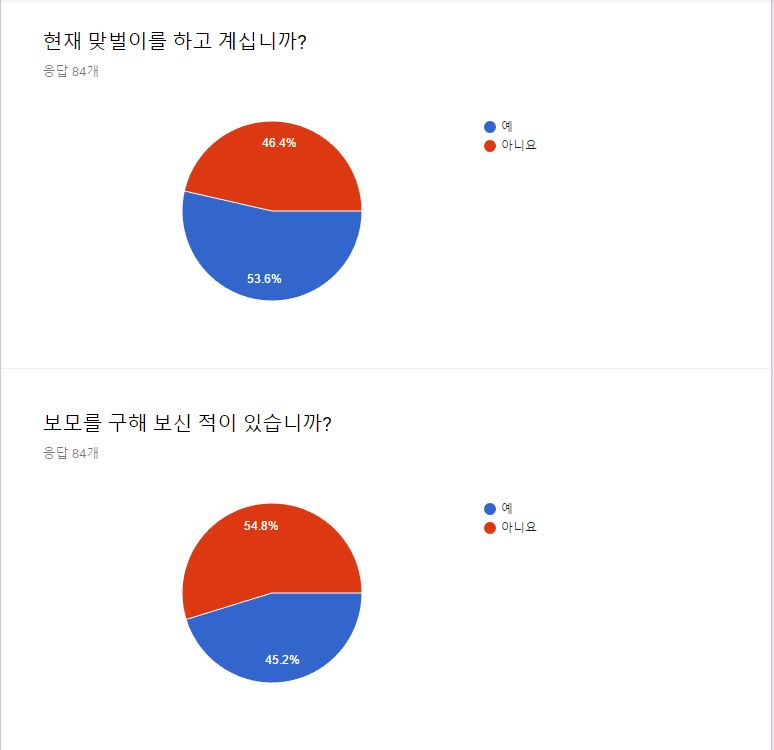 현재 맞벌이를 하고 계십니까?
응답 84개
예
아니요
46.4%
53.6%
보모를 구해 보신 적이 있습니까?
응답 84개
예
아니요
54.8%
45.2%